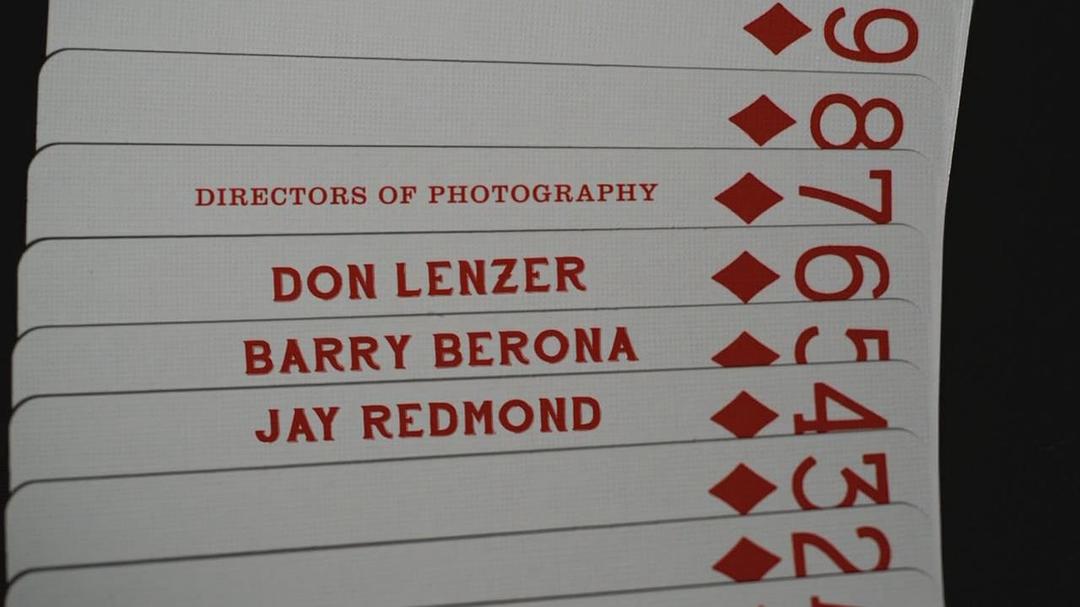 9
8
DIRECTORS OF PHOTOGRAPHY 7
DON LENZER 6
BARRY BERONA 5
JAY REDMOND 4
3
2